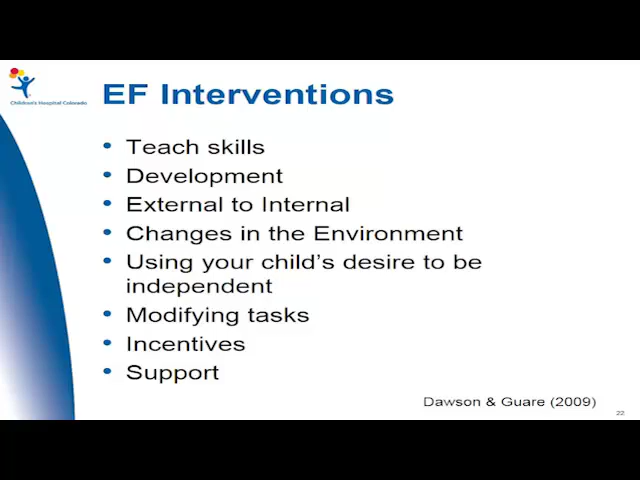 Children's Hospital Colorado
EF Interventions
• Teach skills
• Development
• External to Internal
• Changes in the Environment
• Using your child's desire to be
independent
• Modifying tasks
• Incentives
• Support
Dawson & Guare (2009)
22